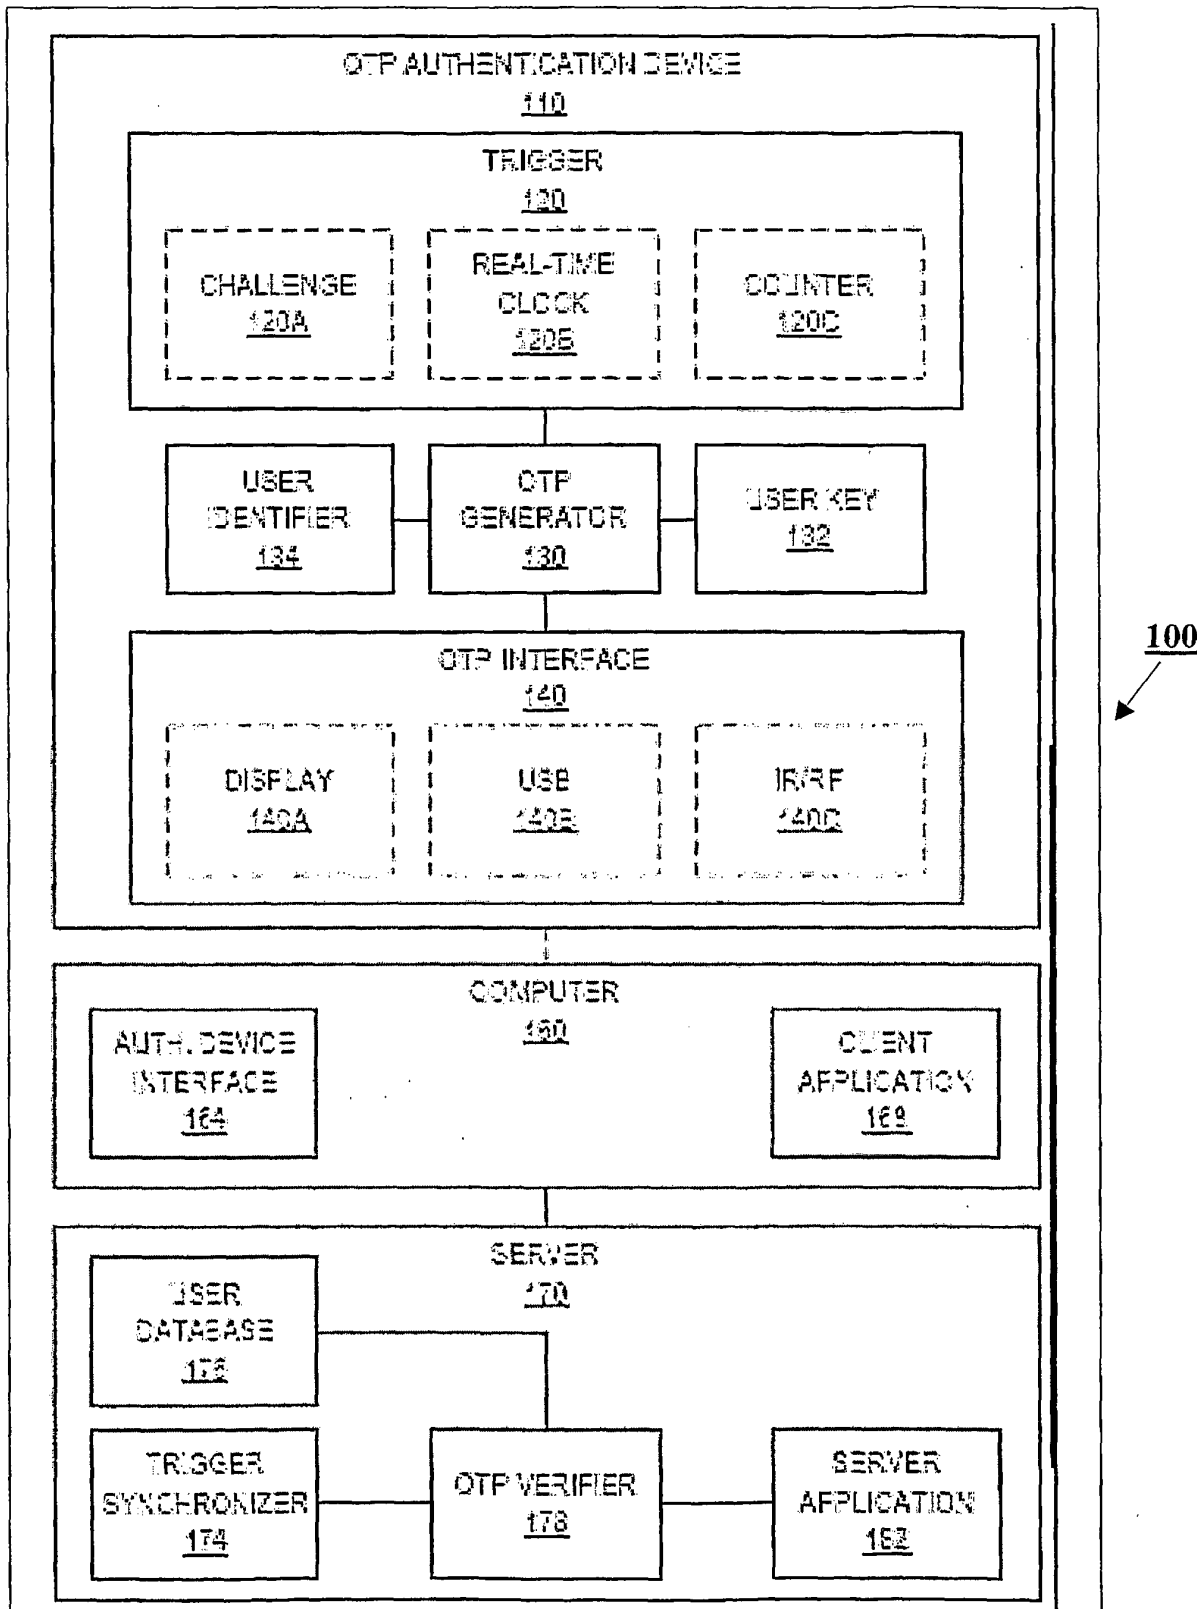 OTP AUTHENTICATION DEVICE
110
TRIGGER
120
CHALLENGE
120A
REAL-TIME
CLOCK
120B
COUNTER
120C
USER
IDENTIFIER
134
OTP
GENERATOR
130
USER KEY
132
OTP INTERFACE
140
DISPLAY
140A
USB
140B
IR/RF
140C
100
COMPUTER
160
AUTH. DEVICE
INTERFACE
164
CLIENT
APPLICATION
168
SERVER
170
USER
DATABASE
176
TRIGGER
SYNCHRONIZER
174
OTP VERIFIER
178
SERVER
APPLICATION
182